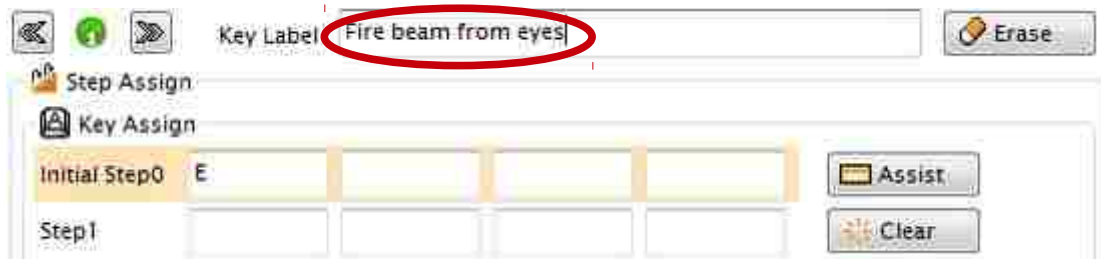 Key Label Fire beam from eyes Erase
Step Assign
Key Assign
Initial Step0 E Assist
Step1 Clear